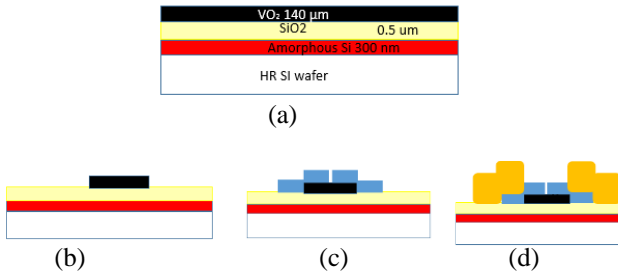 VO₂ 140 µm
SiO2 0.5 um
Amorphous Si 300 nm
HR SI wafer
(a)
(b) (c) (d)